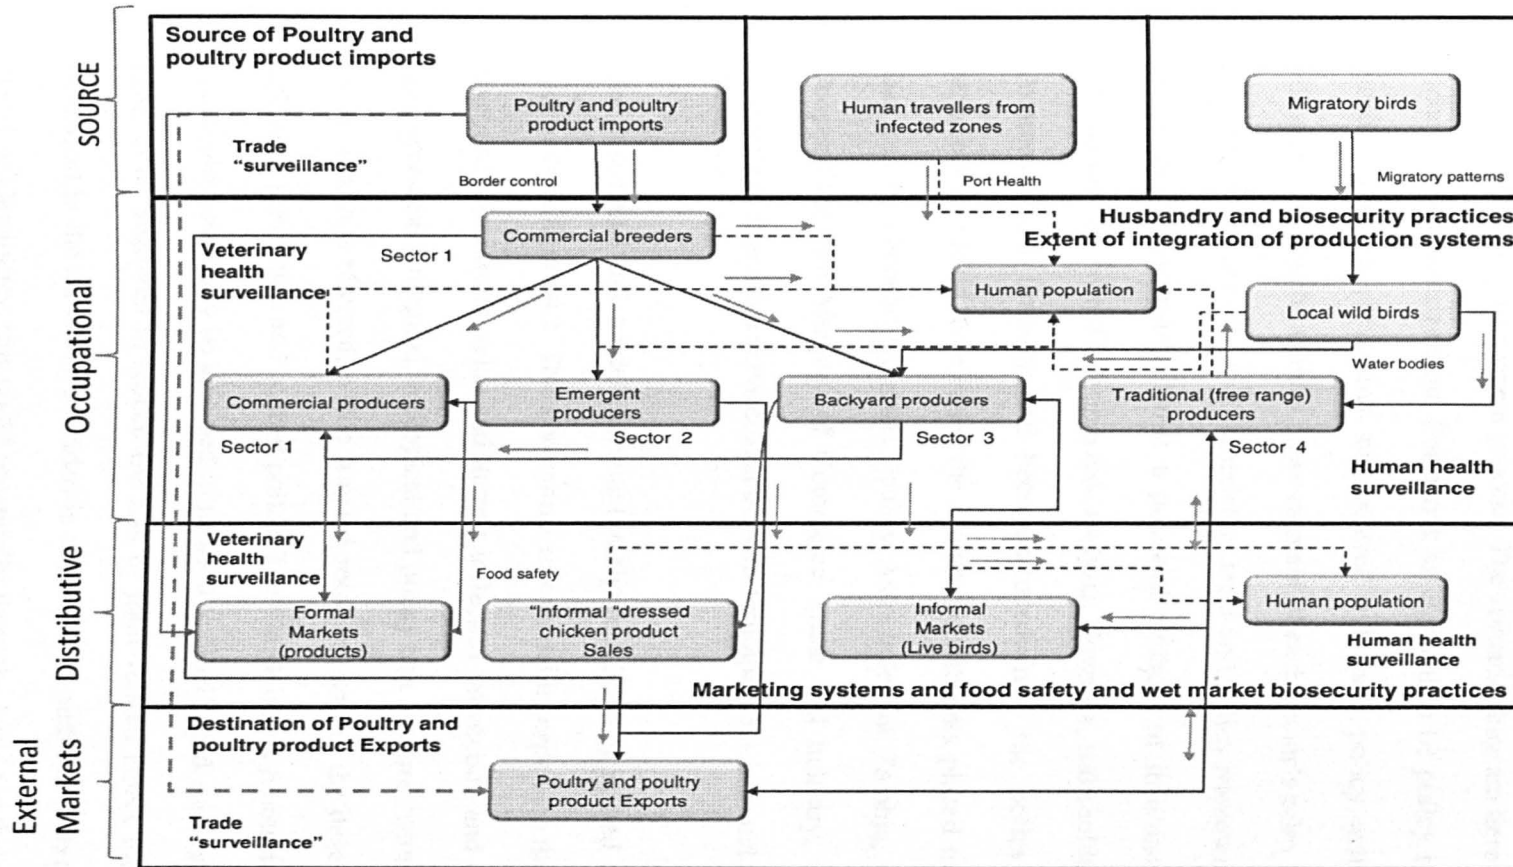 SOURCE
Source of Poultry and
poultry product imports
Poultry and poultry
product imports
Trade
“surveillance”
Border control
Human travellers from
infected zones
Port Health
Migratory birds
Migratory patterns
Occupational
Husbandry and biosecurity practices
Extent of integration of production systems
Commercial breeders
Sector 1
Veterinary
health
surveillance
Human population
Local wild birds
Water bodies
Commercial producers
Sector 1
Emergent
producers
Sector 2
Backyard producers
Sector 3
Traditional (free range)
producers
Sector 4
Human health
surveillance
Distributive
Veterinary
health
surveillance
Food safety
Formal
Markets
(products)
“Informal “dressed
chicken product
Sales
Informal
Markets
(Live birds)
Human population
Human health
surveillance
Marketing systems and food safety and wet market biosecurity practices
External
Markets
Destination of Poultry and
poultry product Exports
Poultry and poultry
product Exports
Trade
“surveillance”